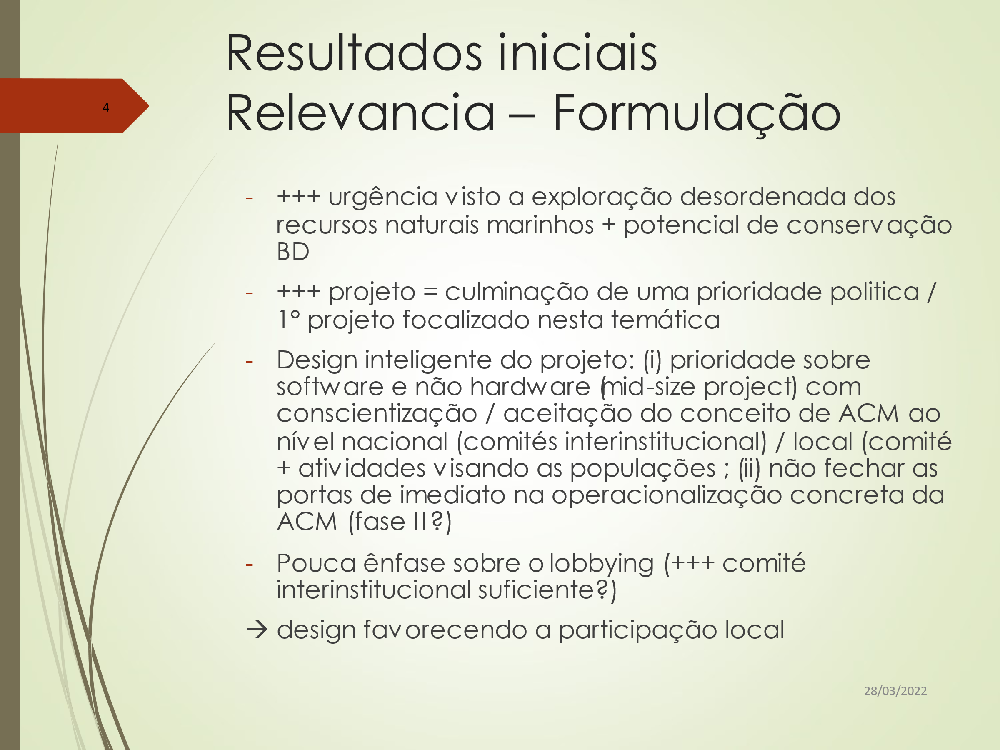 Resultados iniciais
Relevancia – Formulação
4
- +++ urgência visto a exploração desordenada dos
recursos naturais marinhos + potencial de conservação
BD
- +++ projeto = culminação de uma prioridade politica /
1º projeto focalizado nesta temática
- Design inteligente do projeto: (i) prioridade sobre
software e não hardware (mid-size project) com
conscientização / aceitação do conceito de ACM ao
nível nacional (comités interinstitucional) / local (comité
+ atividades visando as populações ; (ii) não fechar as
portas de imediato na operacionalização concreta da
ACM (fase II?)
- Pouca ênfase sobre o lobbying (+++ comité
interinstitucional suficiente?)
→ design favorecendo a participação local
28/03/2022